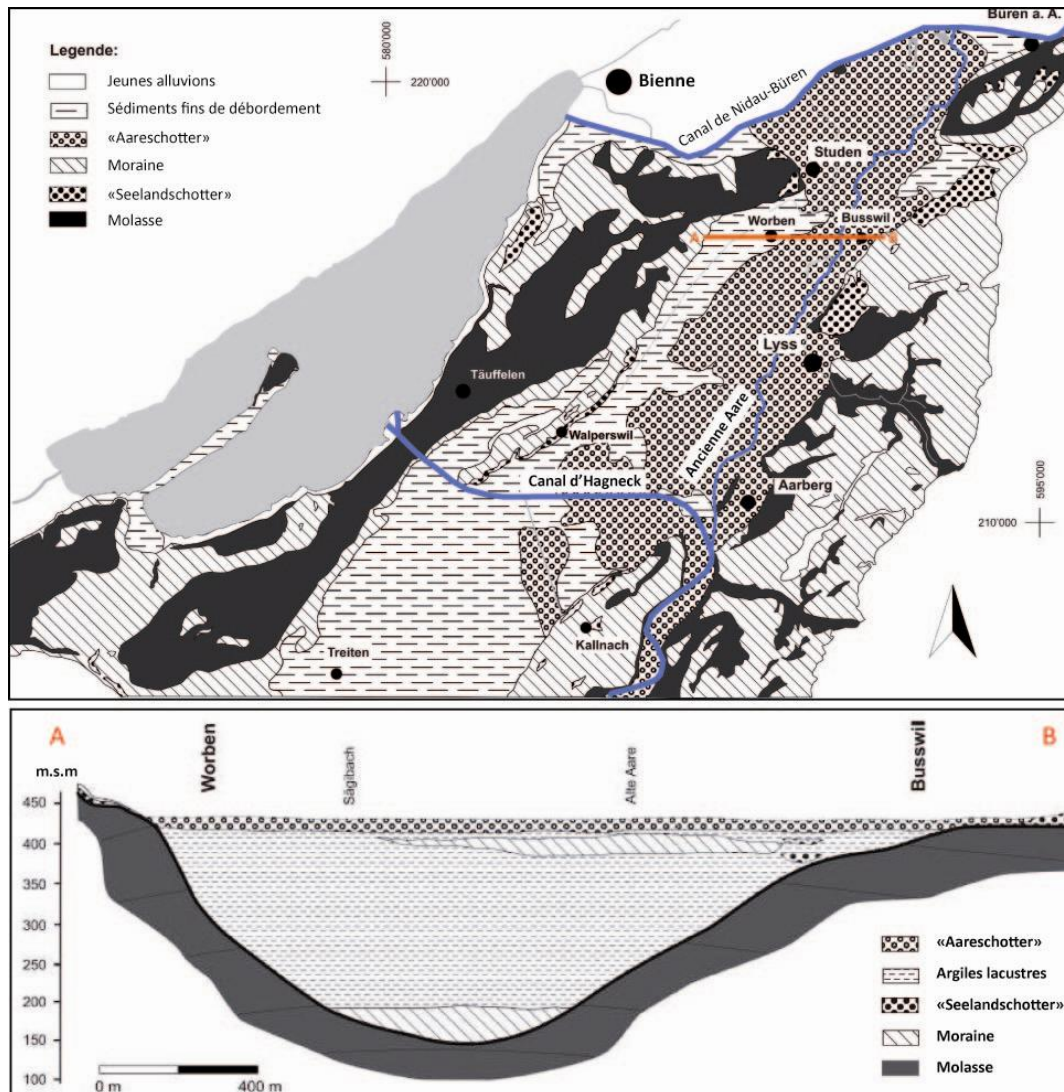 Legende:
Jeunes alluvions
Sédiments fins de débordement
«Aareschotter»
Moraine
«Seelandschotter»
Molasse
580'000
220'000
Bienne
Büren a. A.
Canal de Nidau-Büren
Studen
Worben
Busswil
A
B
Lyss
Täuffelen
Walperswil
Ancienne Aare
Canal d'Hagneck
Aarberg
595'000
210'000
Kallnach
Treiten
A
B
m.s.m
Worben
Sägibach
Alte Aare
Busswil
450
400
350
300
250
200
150
100
0 m
400 m
«Aareschotter»
Argiles lacustres
«Seelandschotter»
Moraine
Molasse